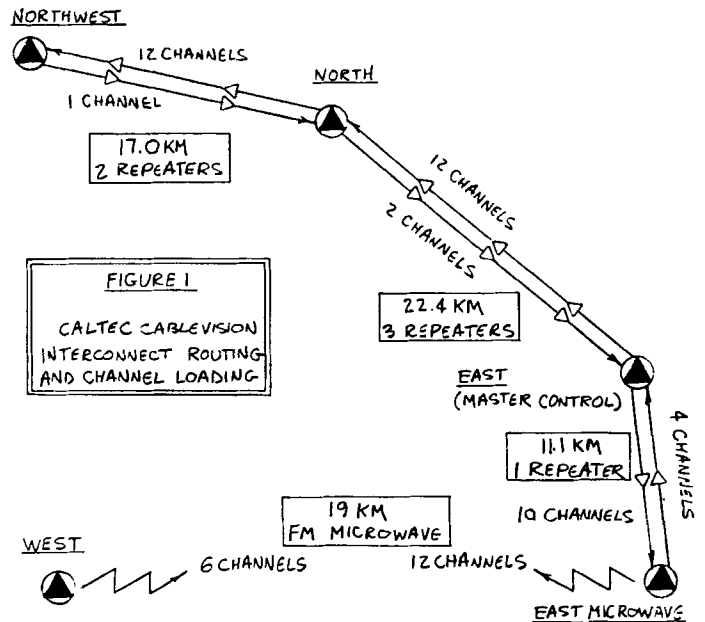 NORTHWEST
12 CHANNELS
1 CHANNEL
NORTH
17.0 KM
2 REPEATERS
12 CHANNELS
2 CHANNELS
FIGURE 1
CALTEC CABLEVISION
INTERCONNECT ROUTING
AND CHANNEL LOADING
22.4 KM
3 REPEATERS
EAST
(MASTER CONTROL)
4 CHANNELS
11.1 KM
1 REPEATER
10 CHANNELS
19 KM
FM MICROWAVE
WEST
6 CHANNELS
12 CHANNELS
EAST MICROWAVE